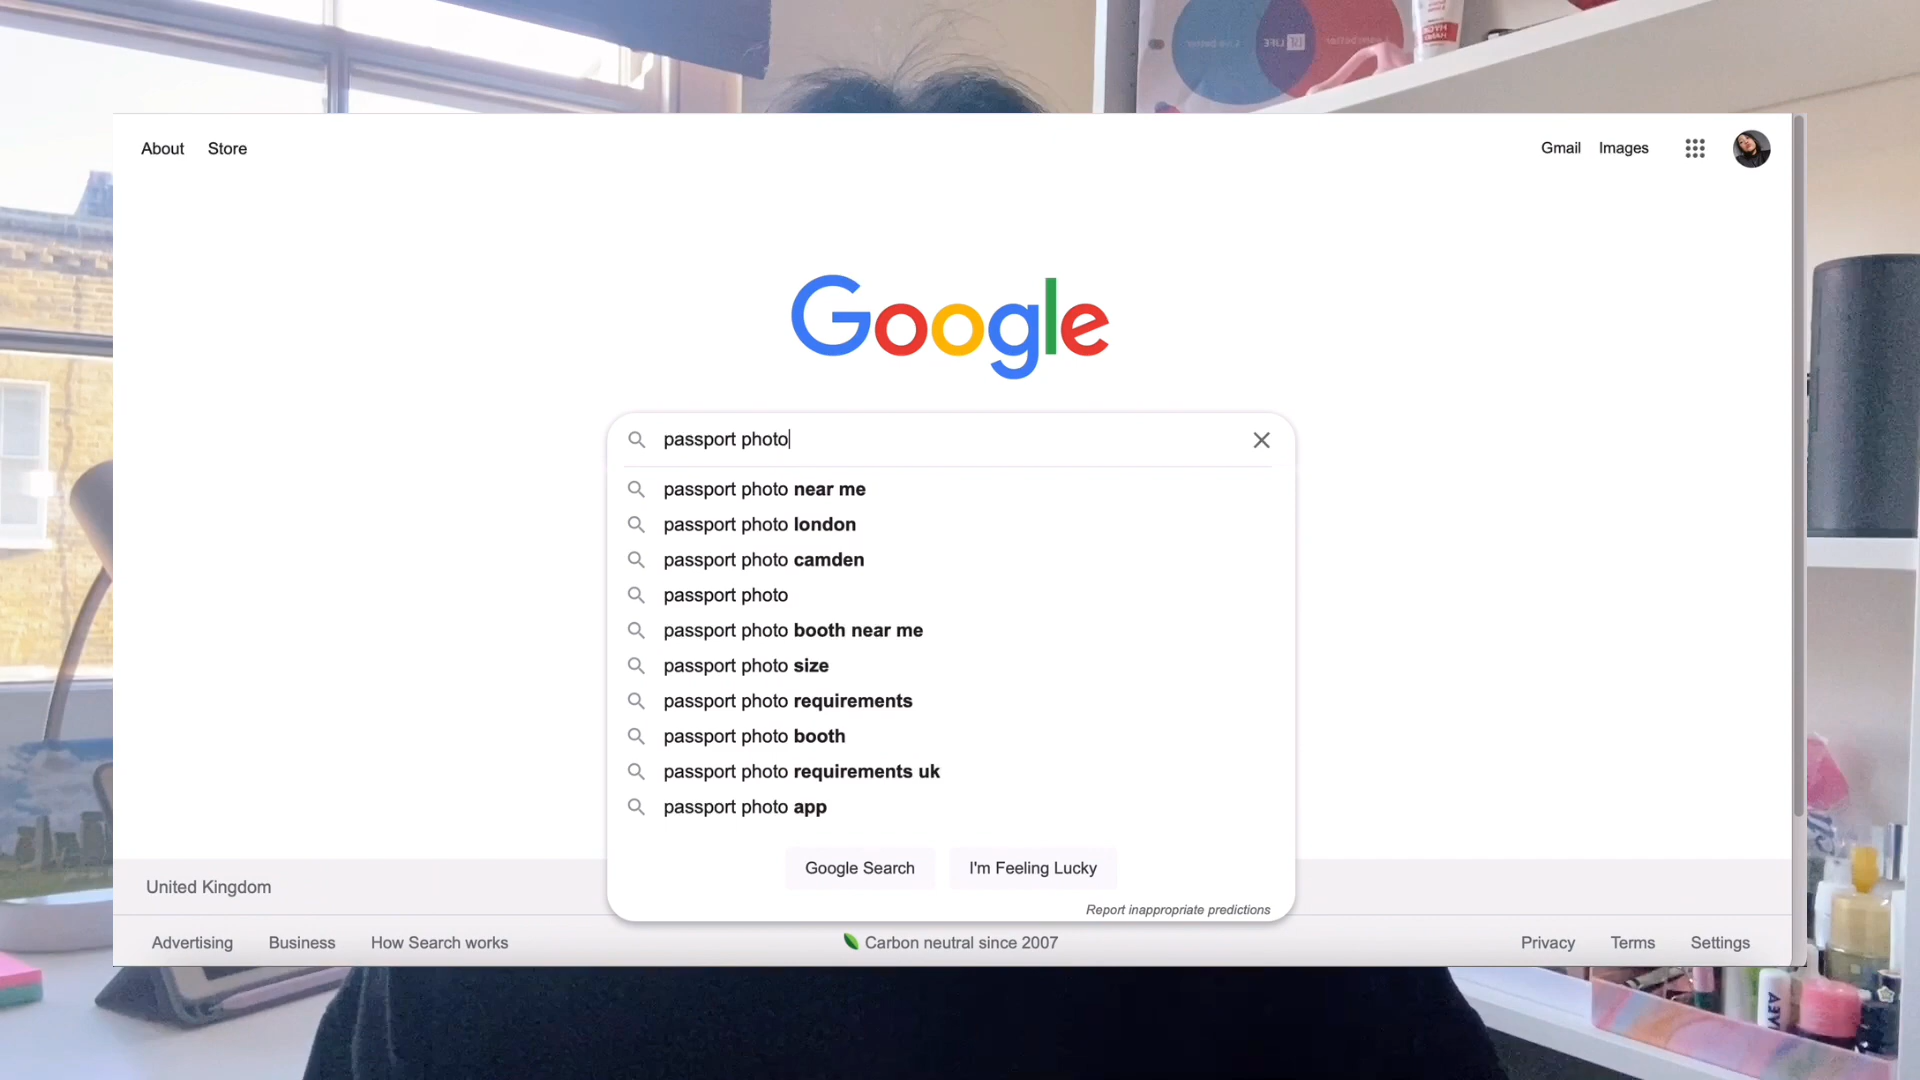 About Store
Gmail Images
Google
passport photo
passport photo near me
passport photo london
passport photo camden
passport photo
passport photo booth near me
passport photo size
passport photo requirements
passport photo booth
passport photo requirements uk
passport photo app
Google Search I'm Feeling Lucky
Report inappropriate predictions
United Kingdom
Advertising Business How Search works
Carbon neutral since 2007
Privacy Terms Settings